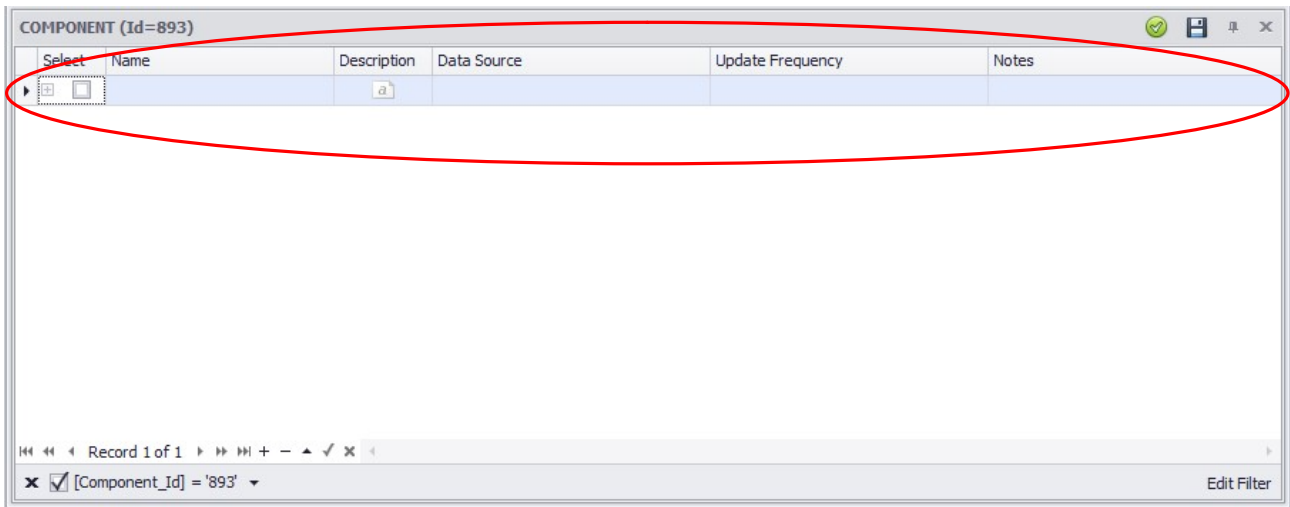 COMPONENT (Id=893)
Select Name Description Data Source Update Frequency Notes
a
Record 1 of 1
[Component_Id] = '893' Edit Filter